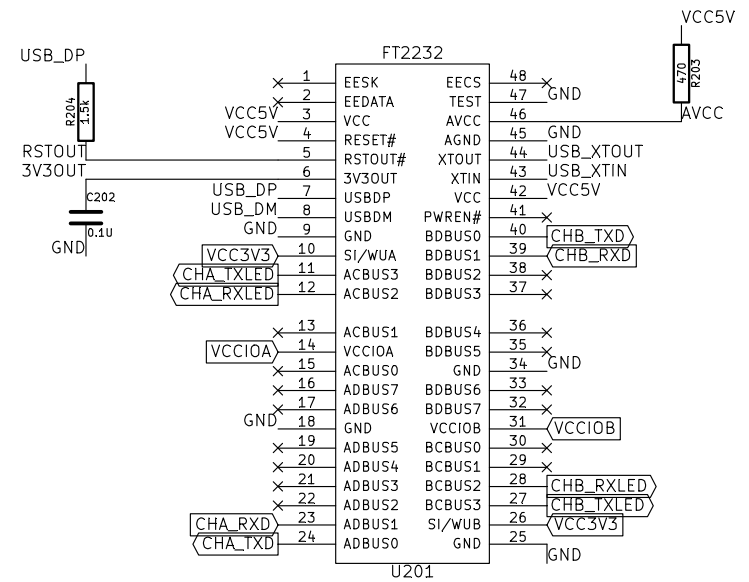 VCC5V
FT2232
USB_DP
470
R203
R204
1.5k
1 EESK EECS 48
2 EEDATA TEST 47 GND
VCC5V 3 VCC AVCC 46 AVCC
VCC5V 4 RESET# AGND 45 GND
RSTOUT 5 RSTOUT# XTOUT 44 USB_XTOUT
3V3OUT 6 3V3OUT XTIN 43 USB_XTIN
USB_DP 7 USBDP VCC 42 VCC5V
C202
USB_DM 8 USBDM PWREN# 41
0.1U
GND 9 GND BDBUS0 40 CHB_TXD
GND
VCC3V3 10 SI/WUA BDBUS1 39 CHB_RXD
CHA_TXLED 11 ACBUS3 BDBUS2 38
CHA_RXLED 12 ACBUS2 BDBUS3 37
13 ACBUS1 BDBUS4 36
VCCIOA 14 VCCIOA BDBUS5 35
15 ACBUS0 GND 34 GND
16 ADBUS7 BDBUS6 33
17 ADBUS6 BDBUS7 32
GND 18 GND VCCIOB 31 VCCIOB
19 ADBUS5 BCBUS0 30
20 ADBUS4 BCBUS1 29
21 ADBUS3 BCBUS2 28 CHB_RXLED
22 ADBUS2 BCBUS3 27 CHB_TXLED
CHA_RXD 23 ADBUS1 SI/WUB 26 VCC3V3
CHA_TXD 24 ADBUS0 GND 25 GND
U201